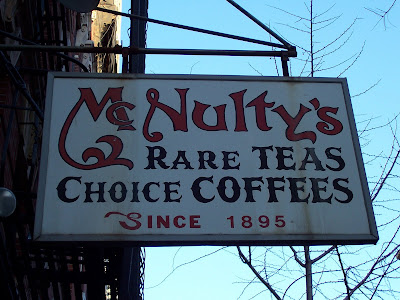 McNulty's
RARE TEAS
CHOICE COFFEES
SINCE 1895